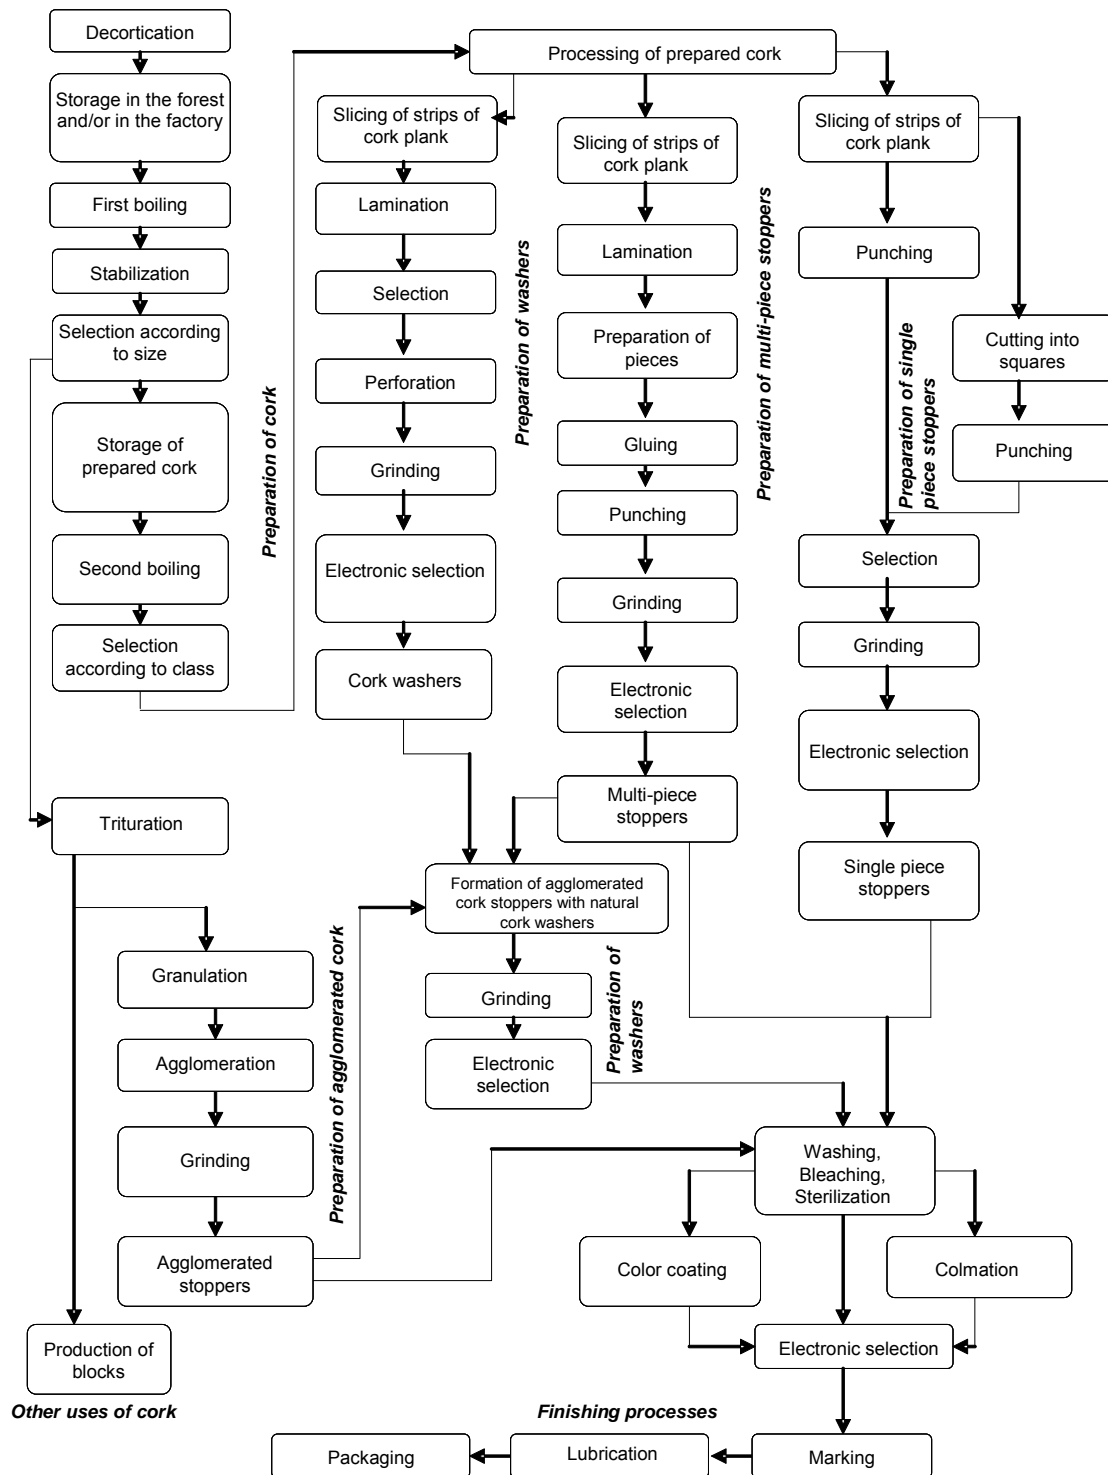 Decortication
Storage in the forest
and/or in the factory
First boiling
Stabilization
Selection according
to size
Storage of
prepared cork
Second boiling
Selection
according to class
Preparation of cork
Processing of prepared cork
Slicing of strips of
cork plank
Lamination
Selection
Perforation
Grinding
Electronic selection
Cork washers
Preparation of washers
Slicing of strips of
cork plank
Lamination
Preparation of
pieces
Gluing
Punching
Grinding
Electronic
selection
Multi-piece
stoppers
Preparation of multi-piece stoppers
Slicing of strips of
cork plank
Punching
Cutting into
squares
Punching
Preparation of single
piece stoppers
Selection
Grinding
Electronic selection
Single piece
stoppers
Trituration
Granulation
Agglomeration
Grinding
Agglomerated
stoppers
Preparation of agglomerated cork
Production of
blocks
Other uses of cork
Formation of agglomerated
cork stoppers with natural
cork washers
Grinding
Electronic
selection
Preparation of
washers
Washing,
Bleaching,
Sterilization
Color coating
Colmation
Electronic selection
Finishing processes
Marking
Lubrication
Packaging